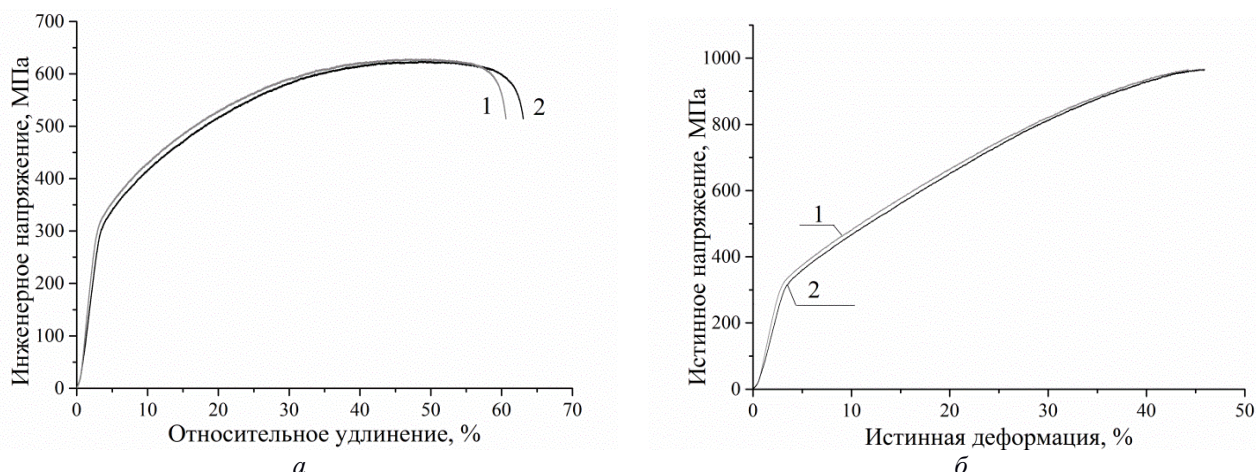 Инженерное напряжение, МПа
700
600
500
400
300
200
100
0
0 10 20 30 40 50 60 70
Относительное удлинение, %
1 2
а
Истинное напряжение, МПа
1000
800
600
400
200
0
0 10 20 30 40 50
Истинная деформация, %
1
2
б